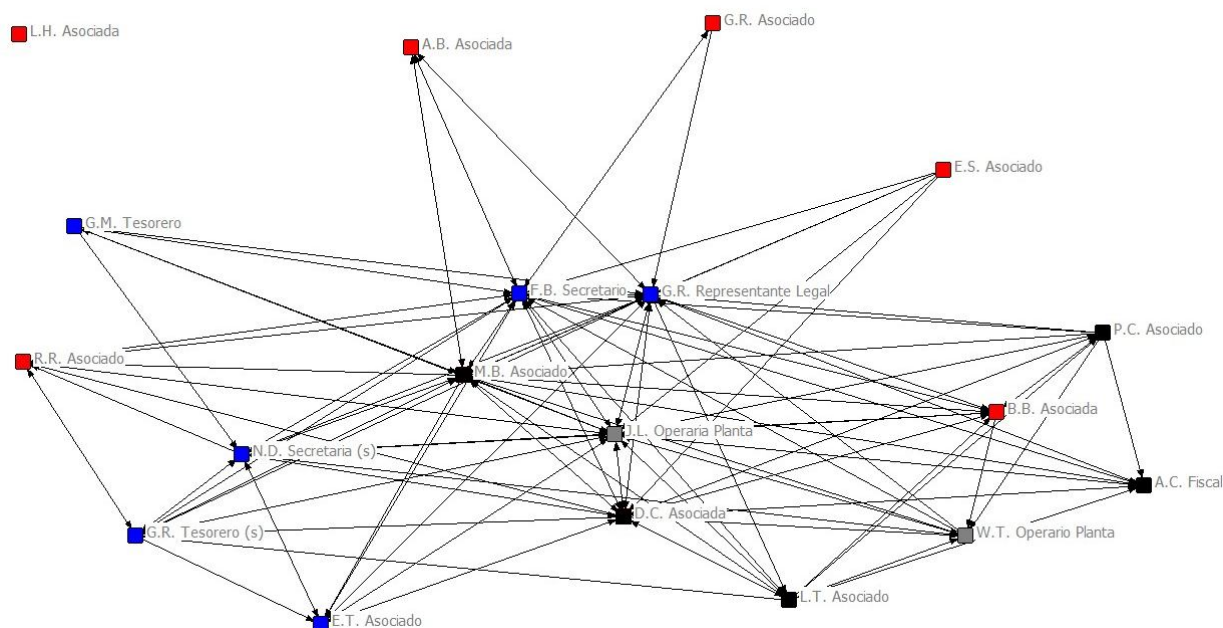 L.H. Asociada
A.B. Asociada
G.R. Asociado
E.S. Asociado
G.M. Tesorero
F.B. Secretario
G.R. Representante Legal
P.C. Asociado
R.R. Asociado
M.B. Asociado
B.B. Asociada
J.L. Operaria Planta
N.D. Secretaria (s)
A.C. Fiscal
D.C. Asociada
G.R. Tesorero (s)
W.T. Operario Planta
L.T. Asociado
E.T. Asociado